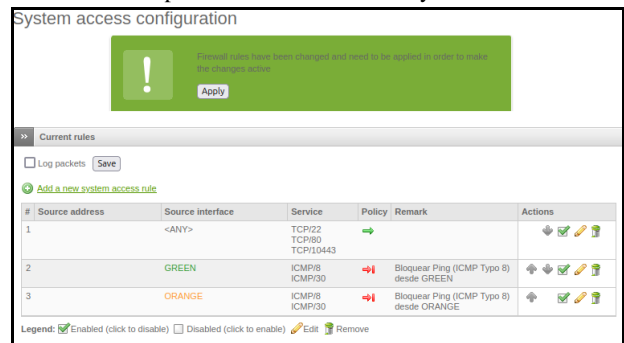 System access configuration
Firewall rules have been changed and need to be applied in order to make
the changes active
Apply
Current rules
Log packets Save
Add a new system access rule
# Source address Source interface Service Policy Remark Actions
1 <ANY> TCP/22
TCP/80
TCP/10443
2 GREEN ICMP/8 Bloquear Ping (ICMP Typo 8)
ICMP/30 desde GREEN
3 ORANGE ICMP/8 Bloquear Ping (ICMP Typo 8)
ICMP/30 desde ORANGE
Legend: Enabled (click to disable) Disabled (click to enable) Edit Remove